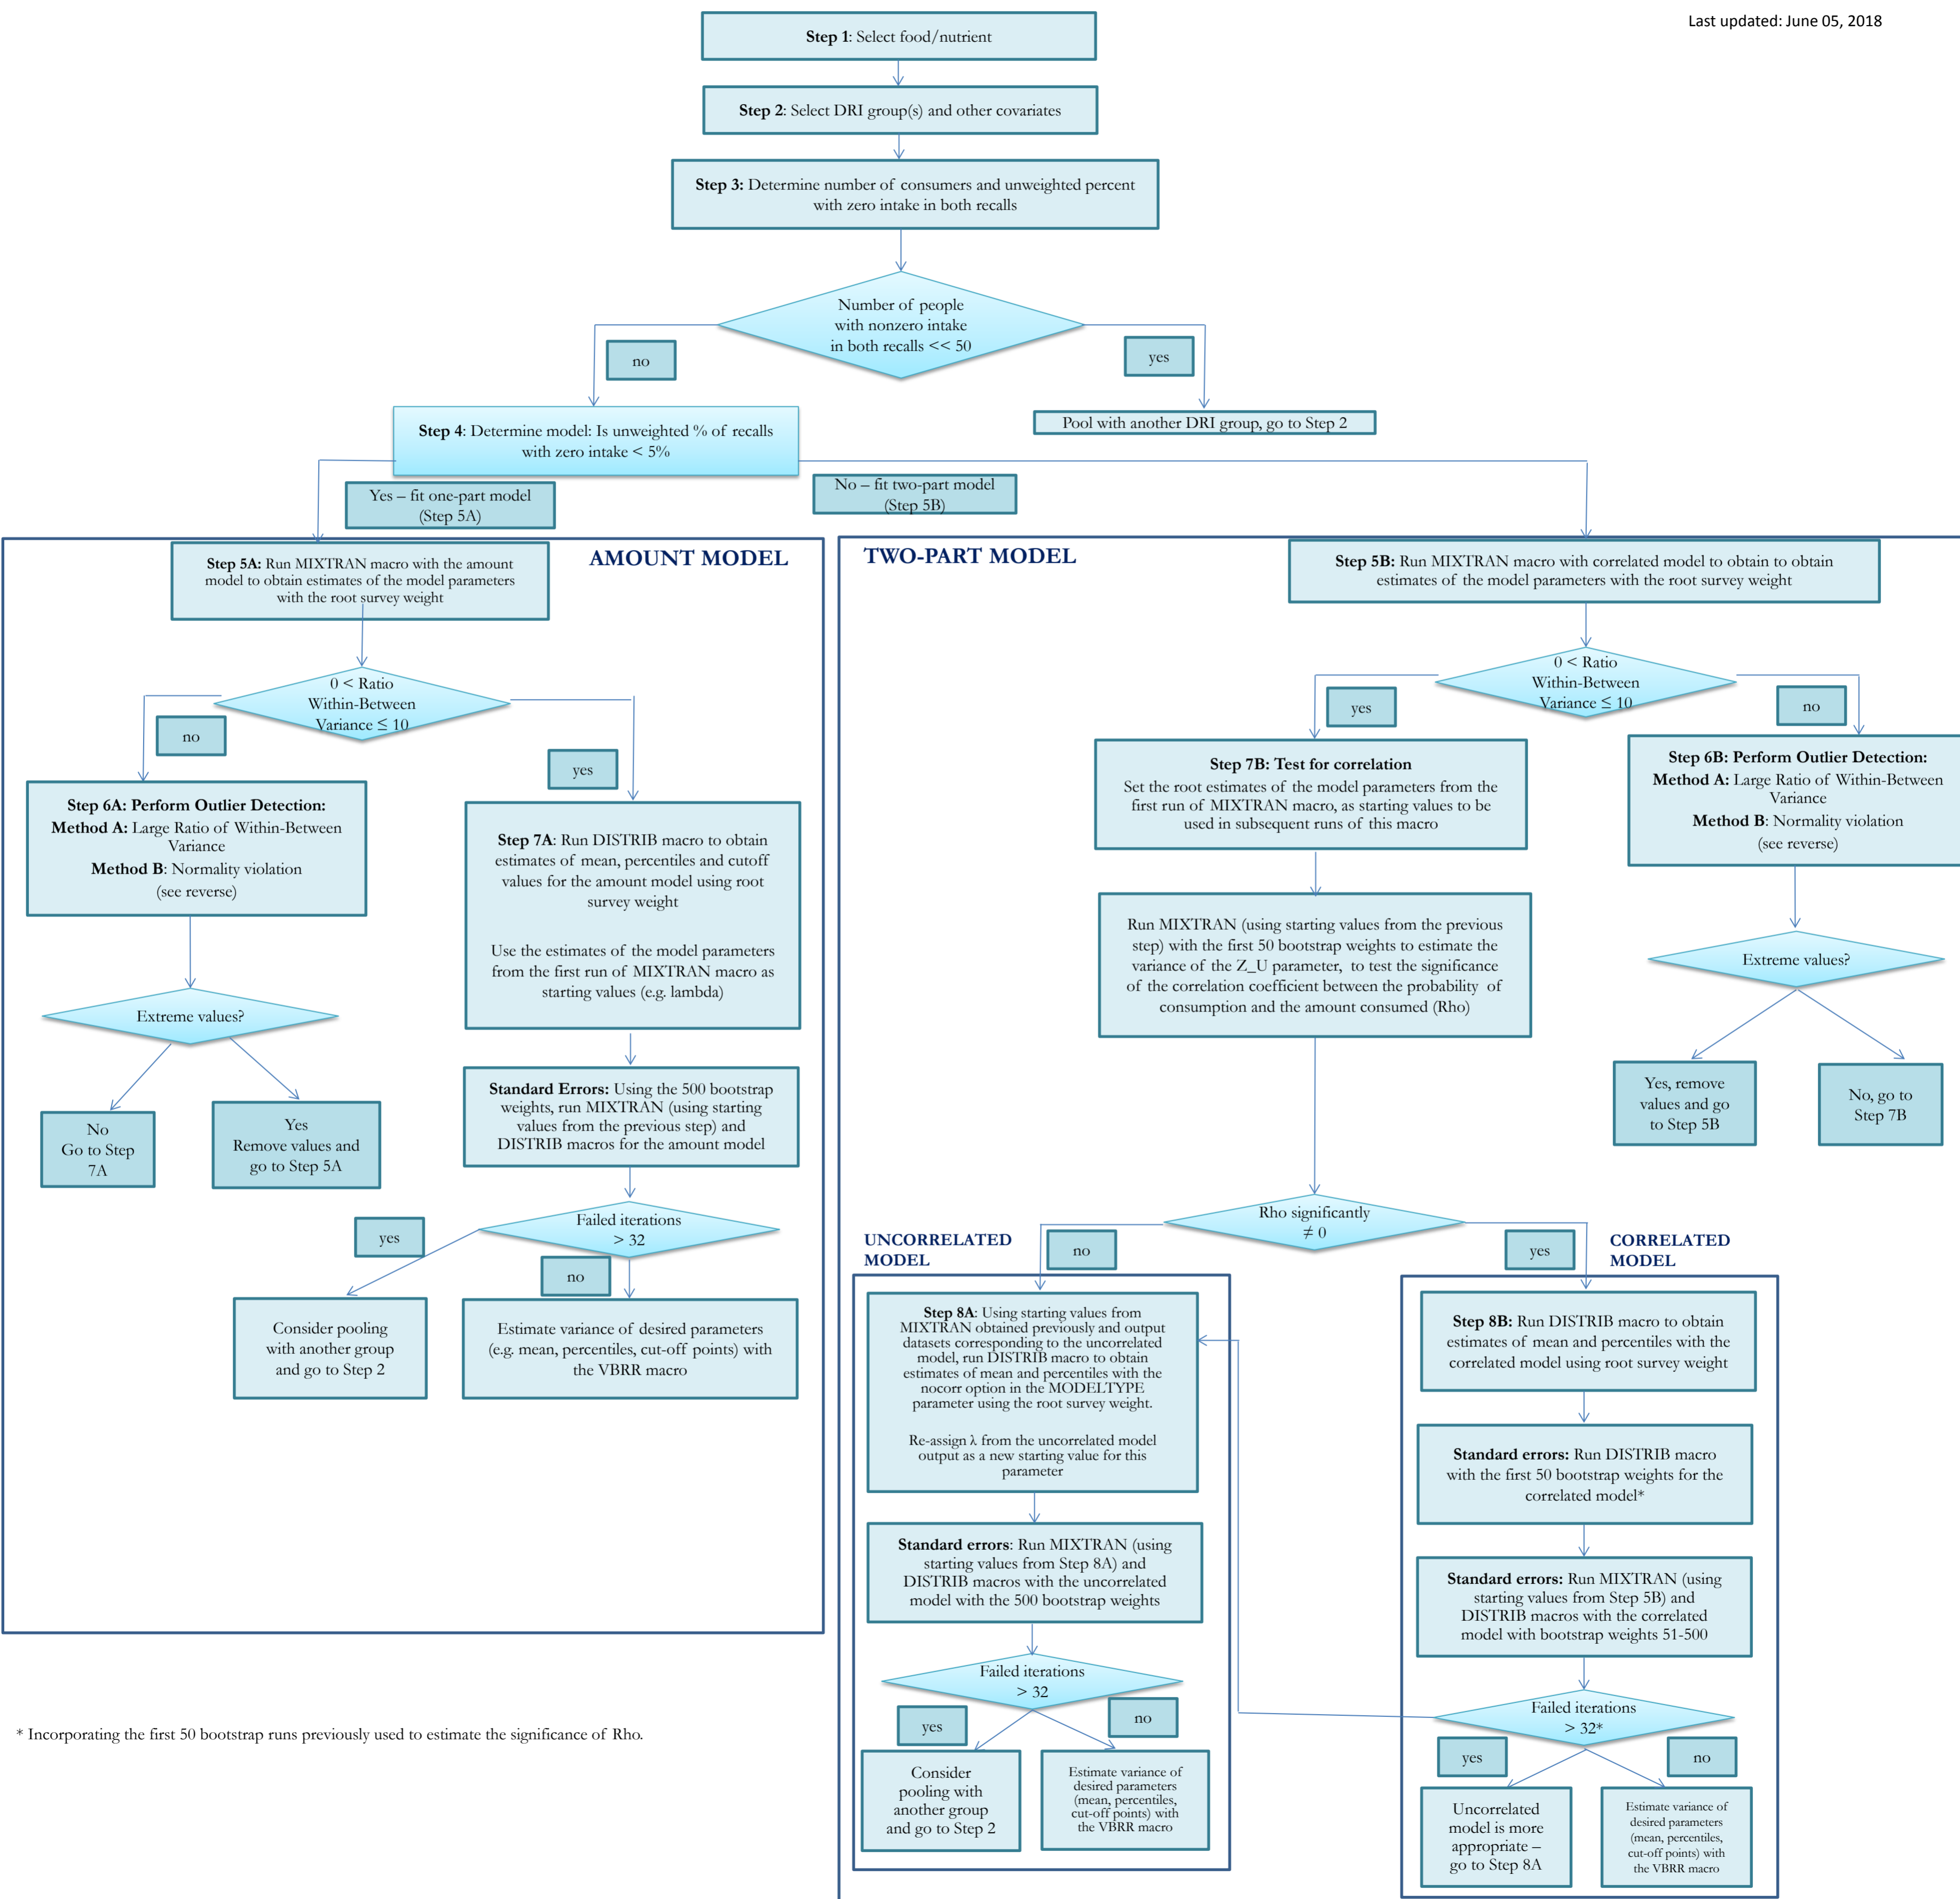 Last updated: June 05, 2018
Step 1: Select food/nutrient
Step 2: Select DRI group(s) and other covariates
Step 3: Determine number of consumers and unweighted percent
with zero intake in both recalls
Number of people
with nonzero intake
in both recalls << 50
no
yes
Pool with another DRI group, go to Step 2
Step 4: Determine model: Is unweighted % of recalls
with zero intake < 5%
Yes – fit one-part model
(Step 5A)
No – fit two-part model
(Step 5B)
AMOUNT MODEL
Step 5A: Run MIXTRAN macro with the amount
model to obtain estimates of the model parameters
with the root survey weight
0 < Ratio
Within-Between
Variance ≤ 10
no
yes
Step 6A: Perform Outlier Detection:
Method A: Large Ratio of Within-Between
Variance
Method B: Normality violation
(see reverse)
Extreme values?
No
Go to Step
7A
Yes
Remove values and
go to Step 5A
Step 7A: Run DISTRIB macro to obtain
estimates of mean, percentiles and cutoff
values for the amount model using root
survey weight
Use the estimates of the model parameters
from the first run of MIXTRAN macro as
starting values (e.g. lambda)
Standard Errors: Using the 500 bootstrap
weights, run MIXTRAN (using starting
values from the previous step) and
DISTRIB macros for the amount model
Failed iterations
> 32
yes
no
Consider pooling
with another group
and go to Step 2
Estimate variance of desired parameters
(e.g. mean, percentiles, cut-off points) with
the VBRR macro
TWO-PART MODEL
Step 5B: Run MIXTRAN macro with correlated model to obtain to obtain
estimates of the model parameters with the root survey weight
0 < Ratio
Within-Between
Variance ≤ 10
yes
no
Step 7B: Test for correlation
Set the root estimates of the model parameters from the
first run of MIXTRAN macro, as starting values to be
used in subsequent runs of this macro
Step 6B: Perform Outlier Detection:
Method A: Large Ratio of Within-Between
Variance
Method B: Normality violation
(see reverse)
Run MIXTRAN (using starting values from the previous
step) with the first 50 bootstrap weights to estimate the
variance of the Z_U parameter, to test the significance
of the correlation coefficient between the probability of
consumption and the amount consumed (Rho)
Extreme values?
Yes, remove
values and go
to Step 5B
No, go to
Step 7B
Rho significantly
≠ 0
no
yes
UNCORRELATED
MODEL
Step 8A: Using starting values from
MIXTRAN obtained previously and output
datasets corresponding to the uncorrelated
model, run DISTRIB macro to obtain
estimates of mean and percentiles with the
nocorr option in the MODELTYPE
parameter using the root survey weight.
Re-assign λ from the uncorrelated model
output as a new starting value for this
parameter
Standard errors: Run MIXTRAN (using
starting values from Step 8A) and
DISTRIB macros with the uncorrelated
model with the 500 bootstrap weights
Failed iterations
> 32
yes
no
Consider
pooling with
another group
and go to Step 2
Estimate variance of
desired parameters
(mean, percentiles,
cut-off points) with
the VBRR macro
CORRELATED
MODEL
Step 8B: Run DISTRIB macro to obtain
estimates of mean and percentiles with the
correlated model using root survey weight
Standard errors: Run DISTRIB macro
with the first 50 bootstrap weights for the
correlated model*
Standard errors: Run MIXTRAN (using
starting values from Step 5B) and
DISTRIB macros with the correlated
model with bootstrap weights 51-500
Failed iterations
> 32*
yes
no
Uncorrelated
model is more
appropriate –
go to Step 8A
Estimate variance of
desired parameters
(mean, percentiles,
cut-off points) with
the VBRR macro
* Incorporating the first 50 bootstrap runs previously used to estimate the significance of Rho.